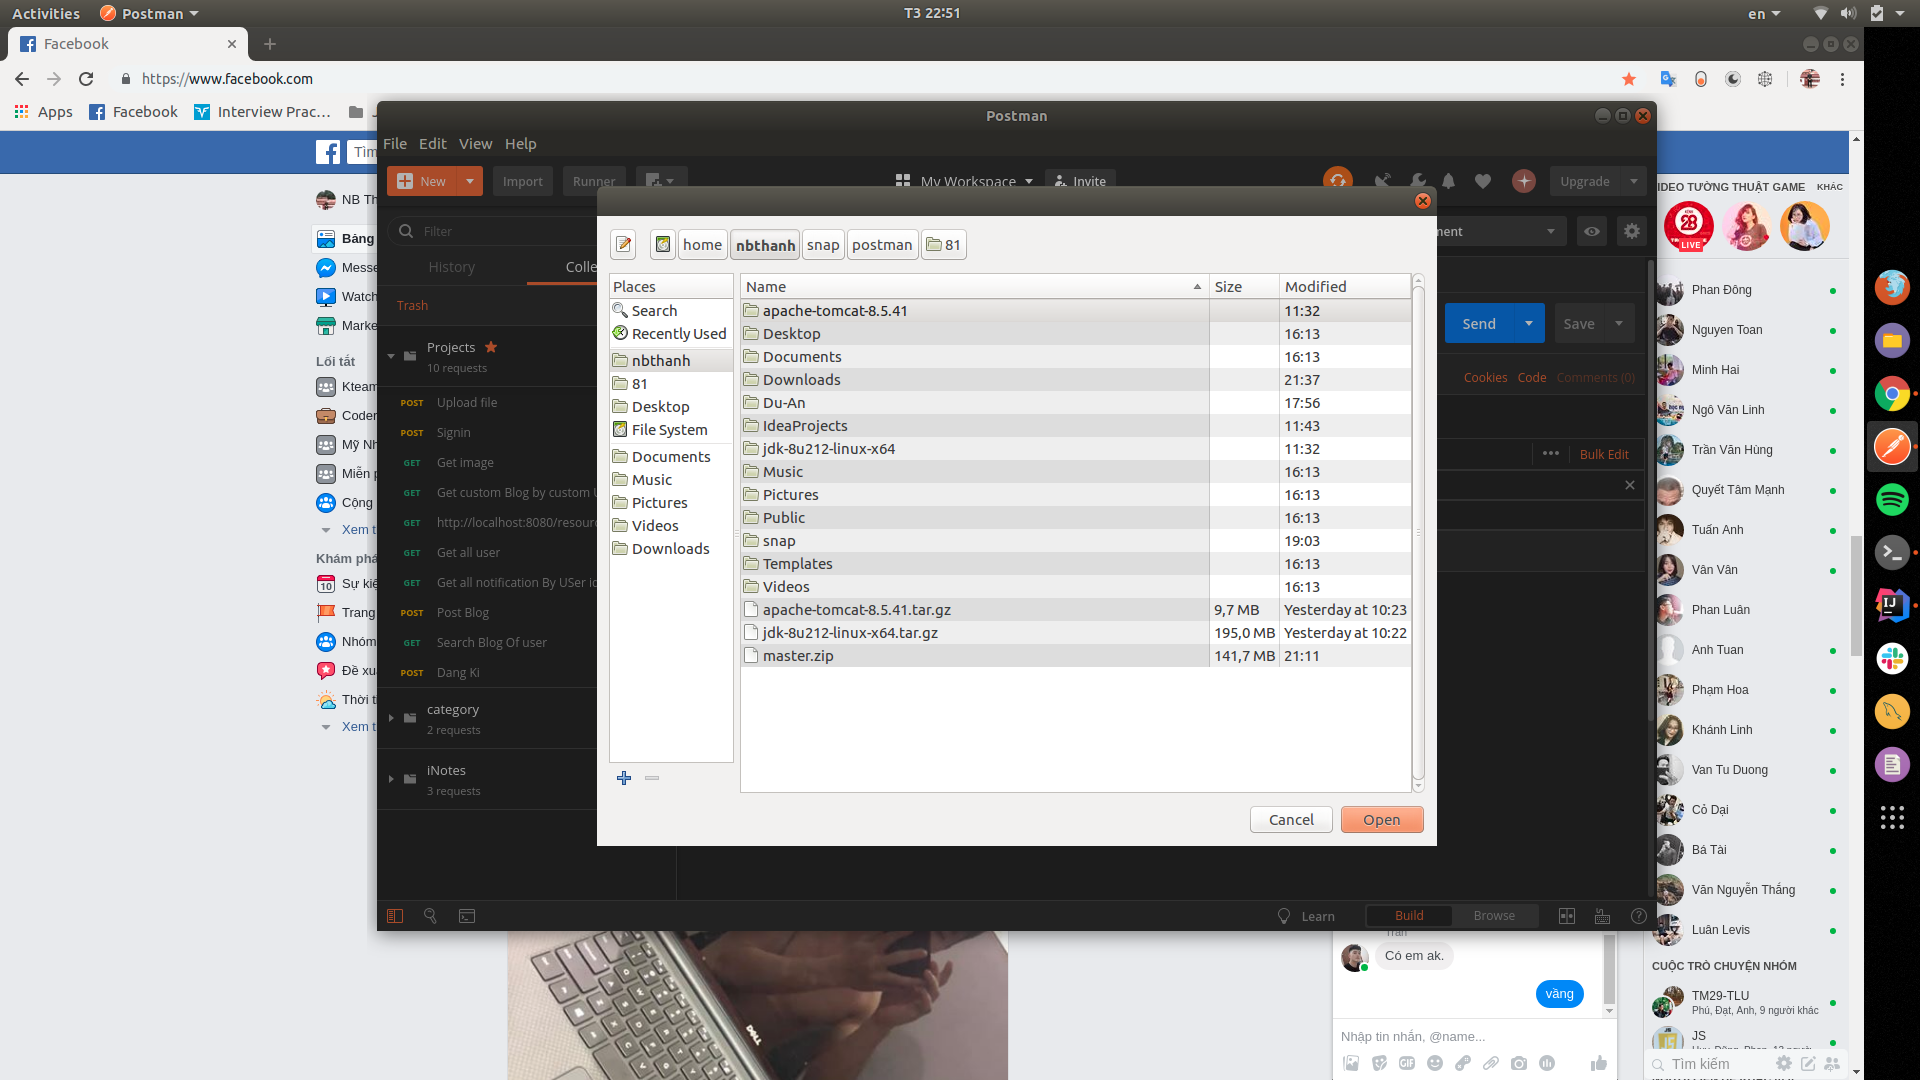 Activities
Postman
T3 22:51
en
Facebook
https://www.facebook.com
Apps
Facebook
Interview Prac...
Postman
File Edit View Help
New
Import
Runner
My Workspace
Invite
Upgrade
Filter
History
Colle
Trash
Projects
10 requests
POST Upload file
POST Signin
GET Get image
GET Get custom Blog by custom U
GET http://localhost:8080/resourc
GET Get all user
GET Get all notification By USer id
POST Post Blog
GET Search Blog Of user
POST Dang Ki
category
2 requests
iNotes
3 requests
home
nbthanh
snap
postman
81
Places
Search
Recently Used
nbthanh
81
Desktop
File System
Documents
Music
Pictures
Videos
Downloads
Name Size Modified
apache-tomcat-8.5.41 11:32
Desktop 16:13
Documents 16:13
Downloads 21:37
Du-An 17:56
IdeaProjects 11:43
jdk-8u212-linux-x64 11:32
Music 16:13
Pictures 16:13
Public 16:13
snap 19:03
Templates 16:13
Videos 16:13
apache-tomcat-8.5.41.tar.gz 9,7 MB Yesterday at 10:23
jdk-8u212-linux-x64.tar.gz 195,0 MB Yesterday at 10:22
master.zip 141,7 MB 21:11
Cancel
Open
ment
Send
Save
Cookies Code Comments (0)
Bulk Edit
Learn
Build
Browse
Tìm
NB Th
Bảng
Messe
Watch
Marke
Lối tắt
Kteam
Coder
Mỹ Nh
Miễn p
Cộng
Xem t
Khám phá
10
Sự kiệ
Trang
Nhóm
Đề xu
Thời t
Xem t
DELL
IDEO TƯỜNG THUẬT GAME KHÁC
28
LIVE
Phan Đông
Nguyen Toan
Minh Hai
Ngô Văn Linh
Trần Văn Hùng
Quyết Tâm Mạnh
Tuấn Anh
Vân Vân
Phan Luân
Anh Tuan
Phạm Hoa
Khánh Linh
Van Tu Duong
Cỏ Dại
Bá Tài
Văn Nguyễn Thắng
Luân Levis
CUỘC TRÒ CHUYỆN NHÓM
TM29-TLU
Phú, Đạt, Anh, 9 người khác
JS
Tìm kiếm
Trần
Có em ak.
vầng
Nhập tin nhắn, @name...
GIF
IJ